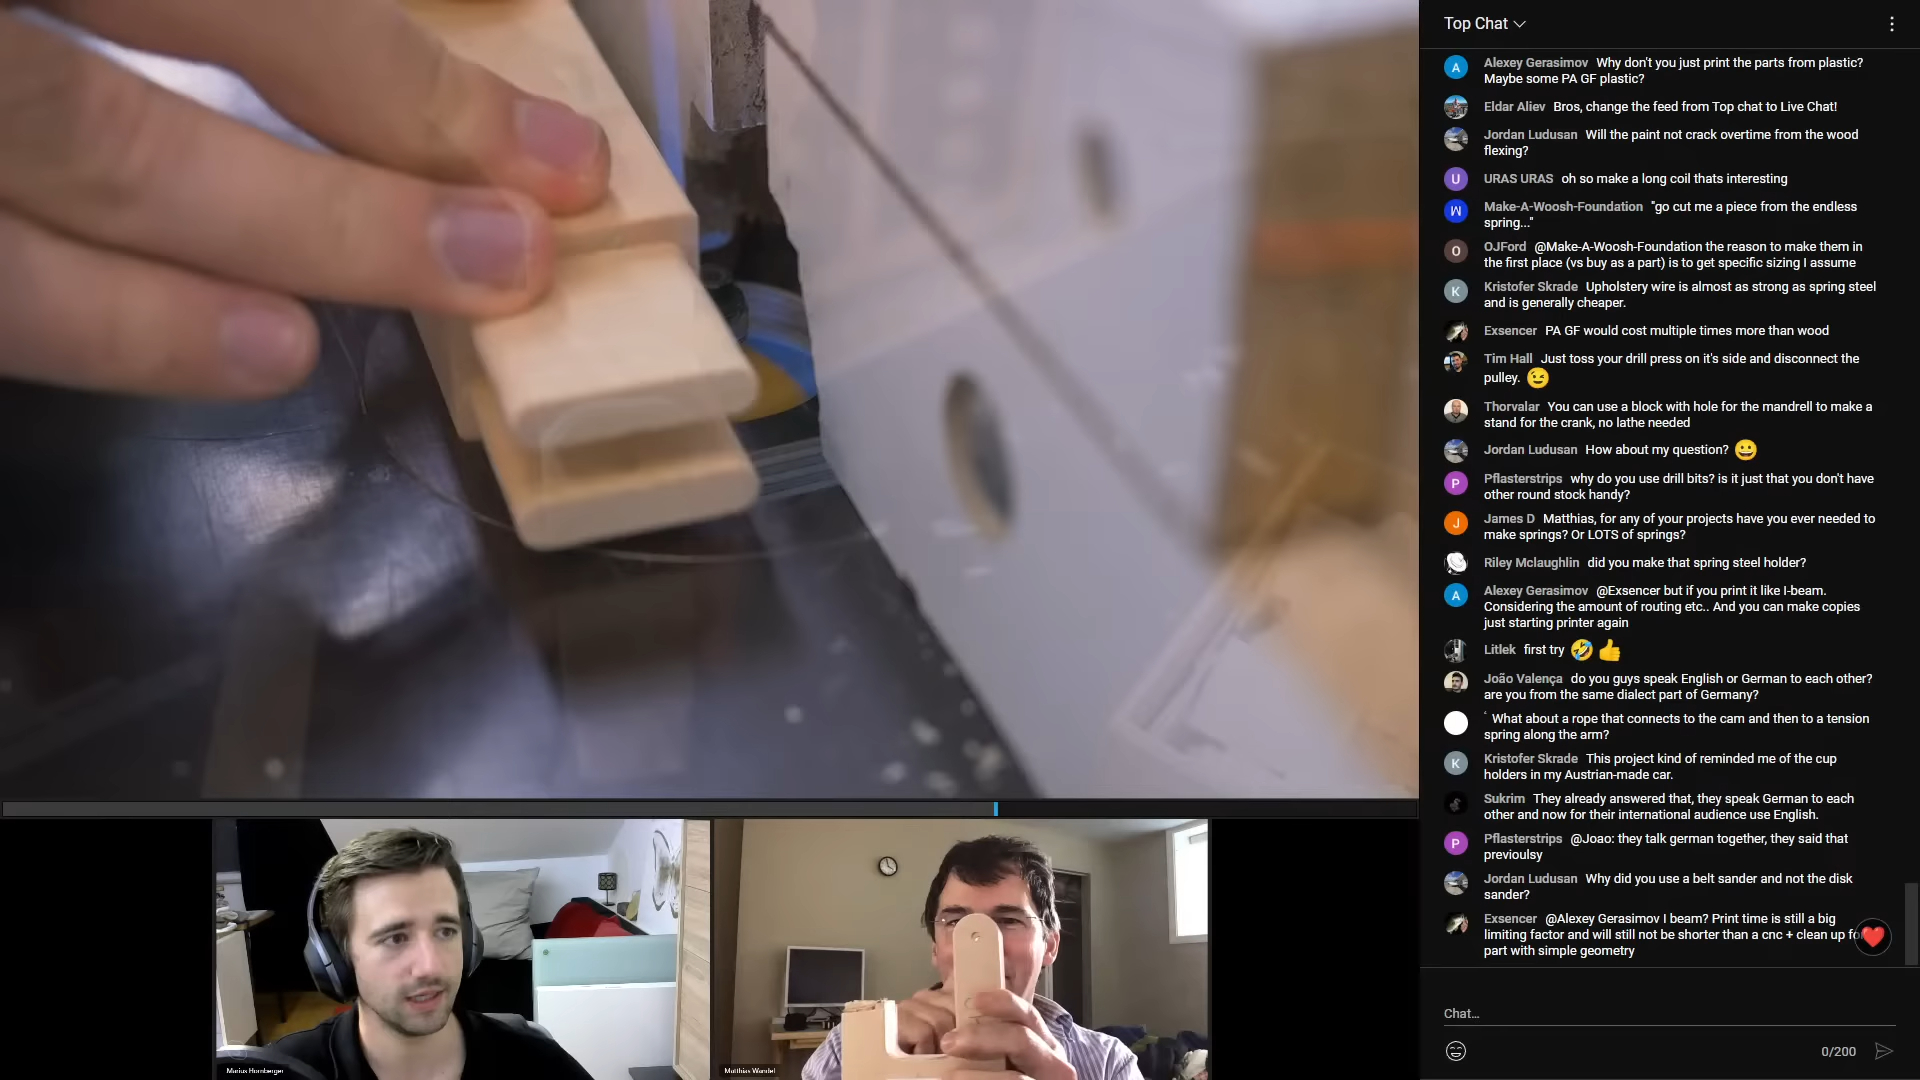 Top Chat
Alexey Gerasimov Why don't you just print the parts from plastic?
Maybe some PA GF plastic?
Eldar Aliev Bros, change the feed from Top chat to Live Chat!
Jordan Ludusan Will the paint not crack overtime from the wood
flexing?
URAS URAS oh so make a long coil thats interesting
Make-A-Woosh-Foundation "go cut me a piece from the endless
spring..."
OJFord @Make-A-Woosh-Foundation the reason to make them in
the first place (vs buy as a part) is to get specific sizing I assume
Kristofer Skrade Upholstery wire is almost as strong as spring steel
and is generally cheaper.
Exsencer PA GF would cost multiple times more than wood
Tim Hall Just toss your drill press on it's side and disconnect the
pulley. 😉
Thorvalar You can use a block with hole for the mandrell to make a
stand for the crank, no lathe needed
Jordan Ludusan How about my question? 😀
Pflasterstrips why do you use drill bits? is it just that you don't have
other round stock handy?
James D Matthias, for any of your projects have you ever needed to
make springs? Or LOTS of springs?
Riley Mclaughlin did you make that spring steel holder?
Alexey Gerasimov @Exsencer but if you print it like I-beam.
Considering the amount of routing etc.. And you can make copies
just starting printer again
Litlek first try 🤣👍
João Valença do you guys speak English or German to each other?
are you from the same dialect part of Germany?
What about a rope that connects to the cam and then to a tension
spring along the arm?
Kristofer Skrade This project kind of reminded me of the cup
holders in my Austrian-made car.
Sukrim They already answered that, they speak German to each
other and now for their international audience use English.
Pflasterstrips @Joao: they talk german together, they said that
previoulsy
Jordan Ludusan Why did you use a belt sander and not the disk
sander?
Exsencer @Alexey Gerasimov I beam? Print time is still a big
limiting factor and will still not be shorter than a cnc + clean up fo
part with simple geometry
Chat...
0/200
A
U
O
K
P
J
A
K
P
Marius Hornberger
Matthias Wandel